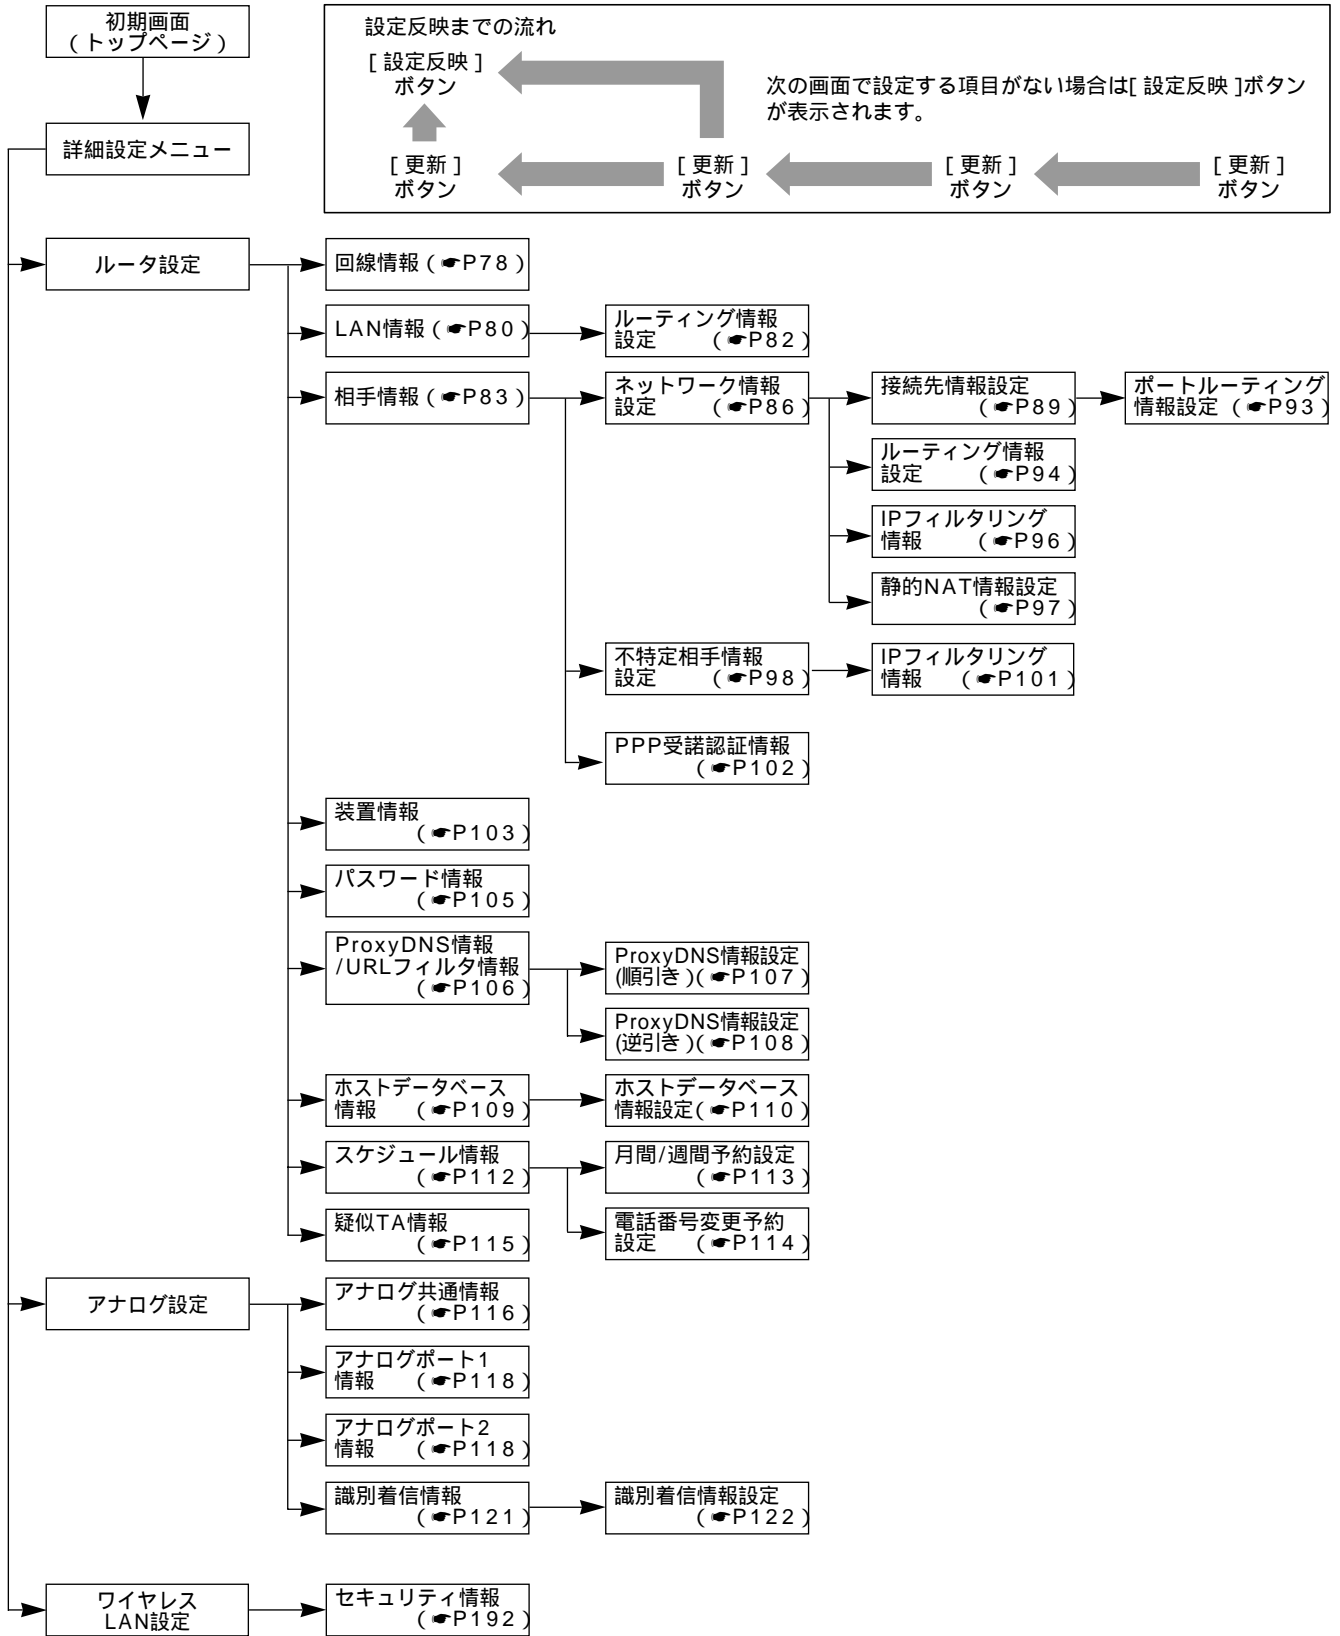 初期画面
(トップページ)
詳細設定メニュー
設定反映までの流れ
[設定反映]
ボタン
次の画面で設定する項目がない場合は[設定反映]ボタン
が表示されます。
[更新]
ボタン
[更新]
ボタン
[更新]
ボタン
[更新]
ボタン
ルータ設定
回線情報(☛P78)
LAN情報(☛P80)
ルーティング情報
設定 (☛P82)
相手情報(☛P83)
ネットワーク情報
設定 (☛P86)
接続先情報設定
(☛P89)
ポートルーティング
情報設定 (☛P93)
ルーティング情報
設定 (☛P94)
IPフィルタリング
情報 (☛P96)
静的NAT情報設定
(☛P97)
不特定相手情報
設定 (☛P98)
IPフィルタリング
情報 (☛P101)
PPP受諾認証情報
(☛P102)
装置情報
(☛P103)
パスワード情報
(☛P105)
ProxyDNS情報
/URLフィルタ情報
(☛P106)
ProxyDNS情報設定
(順引き)(☛P107)
ProxyDNS情報設定
(逆引き)(☛P108)
ホストデータベース
情報 (☛P109)
ホストデータベース
情報設定(☛P110)
スケジュール情報
(☛P112)
月間/週間予約設定
(☛P113)
電話番号変更予約
設定 (☛P114)
疑似TA情報
(☛P115)
アナログ設定
アナログ共通情報
(☛P116)
アナログポート1
情報 (☛P118)
アナログポート2
情報 (☛P118)
識別着信情報
(☛P121)
識別着信情報設定
(☛P122)
ワイヤレス
LAN設定
セキュリティ情報
(☛P192)